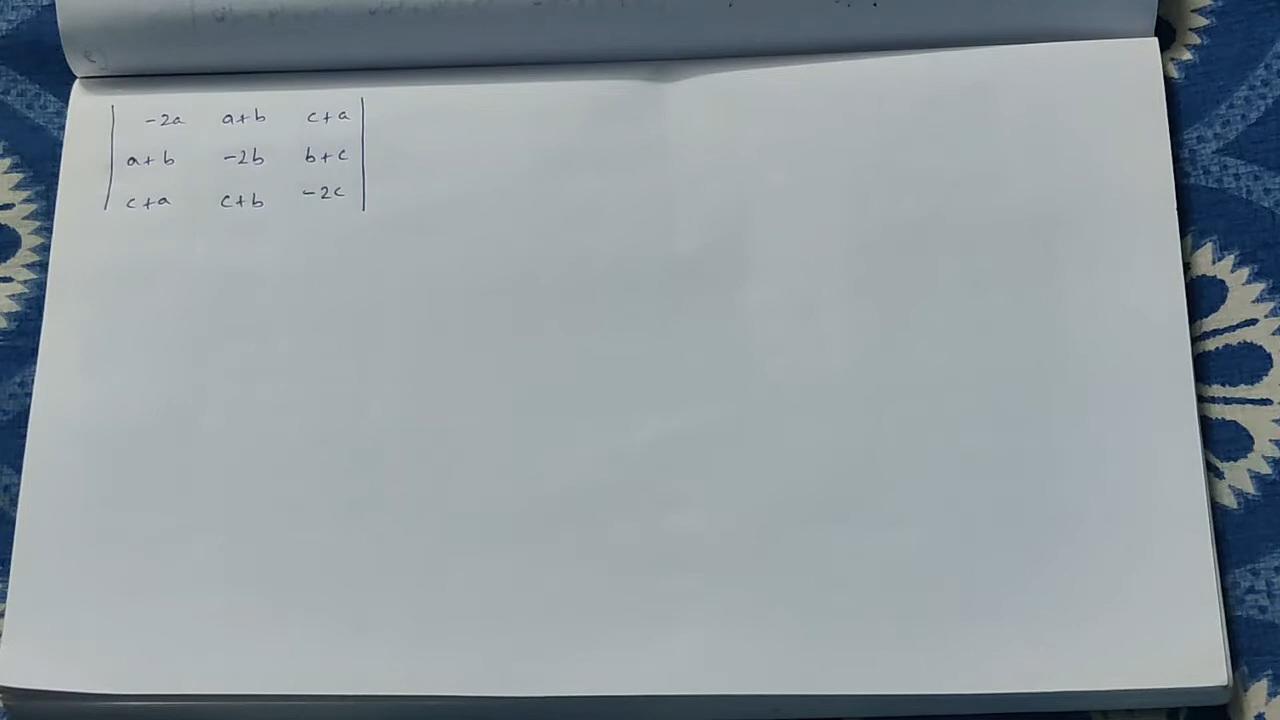 | -2a a+b c+a |
| a+b -2b b+c |
| c+a c+b -2c |